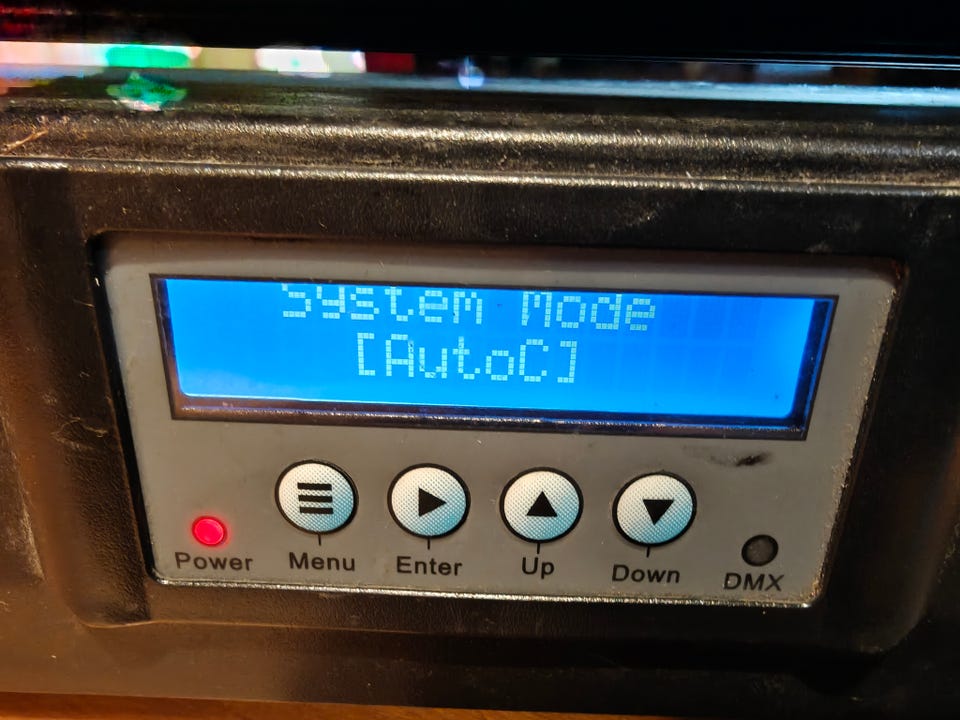 System Mode
[AutoC]
Power Menu Enter Up Down DMX